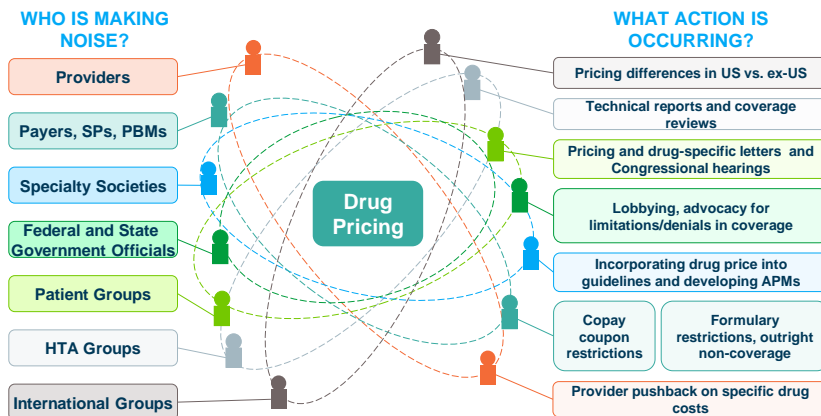 WHO IS MAKING
NOISE?
Providers
Payers, SPs, PBMs
Specialty Societies
Federal and State
Government Officials
Patient Groups
HTA Groups
International Groups
Drug
Pricing
WHAT ACTION IS
OCCURRING?
Pricing differences in US vs. ex-US
Technical reports and coverage
reviews
Pricing and drug-specific letters and
Congressional hearings
Lobbying, advocacy for
limitations/denials in coverage
Incorporating drug price into
guidelines and developing APMs
Copay
coupon
restrictions
Formulary
restrictions, outright
non-coverage
Provider pushback on specific drug
costs